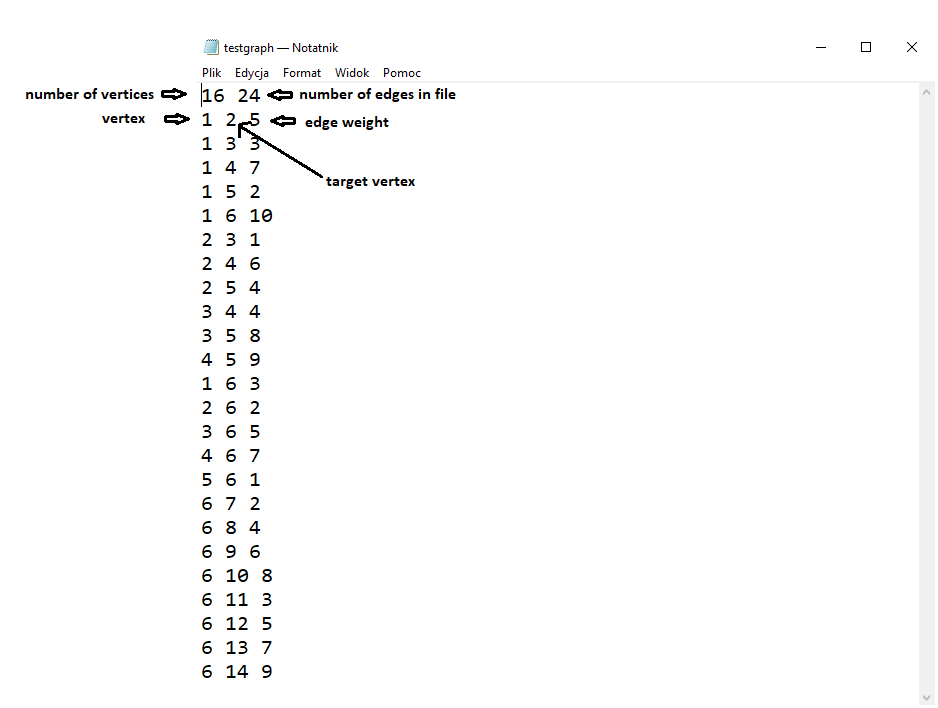 testgraph — Notatnik
Plik Edycja Format Widok Pomoc
number of vertices 16 24 number of edges in file
vertex 1 2 5 edge weight
1 3 3
1 4 7
target vertex
1 5 2
1 6 10
2 3 1
2 4 6
2 5 4
3 4 4
3 5 8
4 5 9
1 6 3
2 6 2
3 6 5
4 6 7
5 6 1
6 7 2
6 8 4
6 9 6
6 10 8
6 11 3
6 12 5
6 13 7
6 14 9